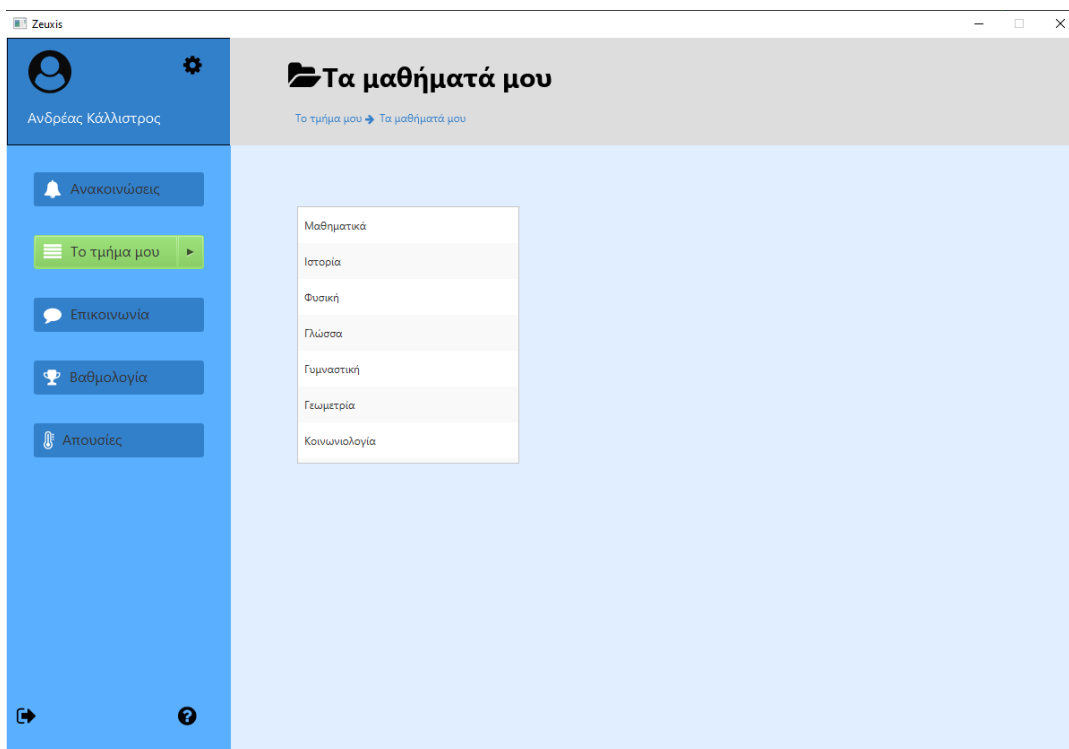 Zeuxis
Ανδρέας Κάλλιστρος
Τα μαθήματά μου
Το τμήμα μου Τα μαθήματά μου
Ανακοινώσεις
Το τμήμα μου
Επικοινωνία
Βαθμολογία
Απουσίες
Μαθηματικά
Ιστορία
Φυσική
Γλώσσα
Γυμναστική
Γεωμετρία
Κοινωνιολογία